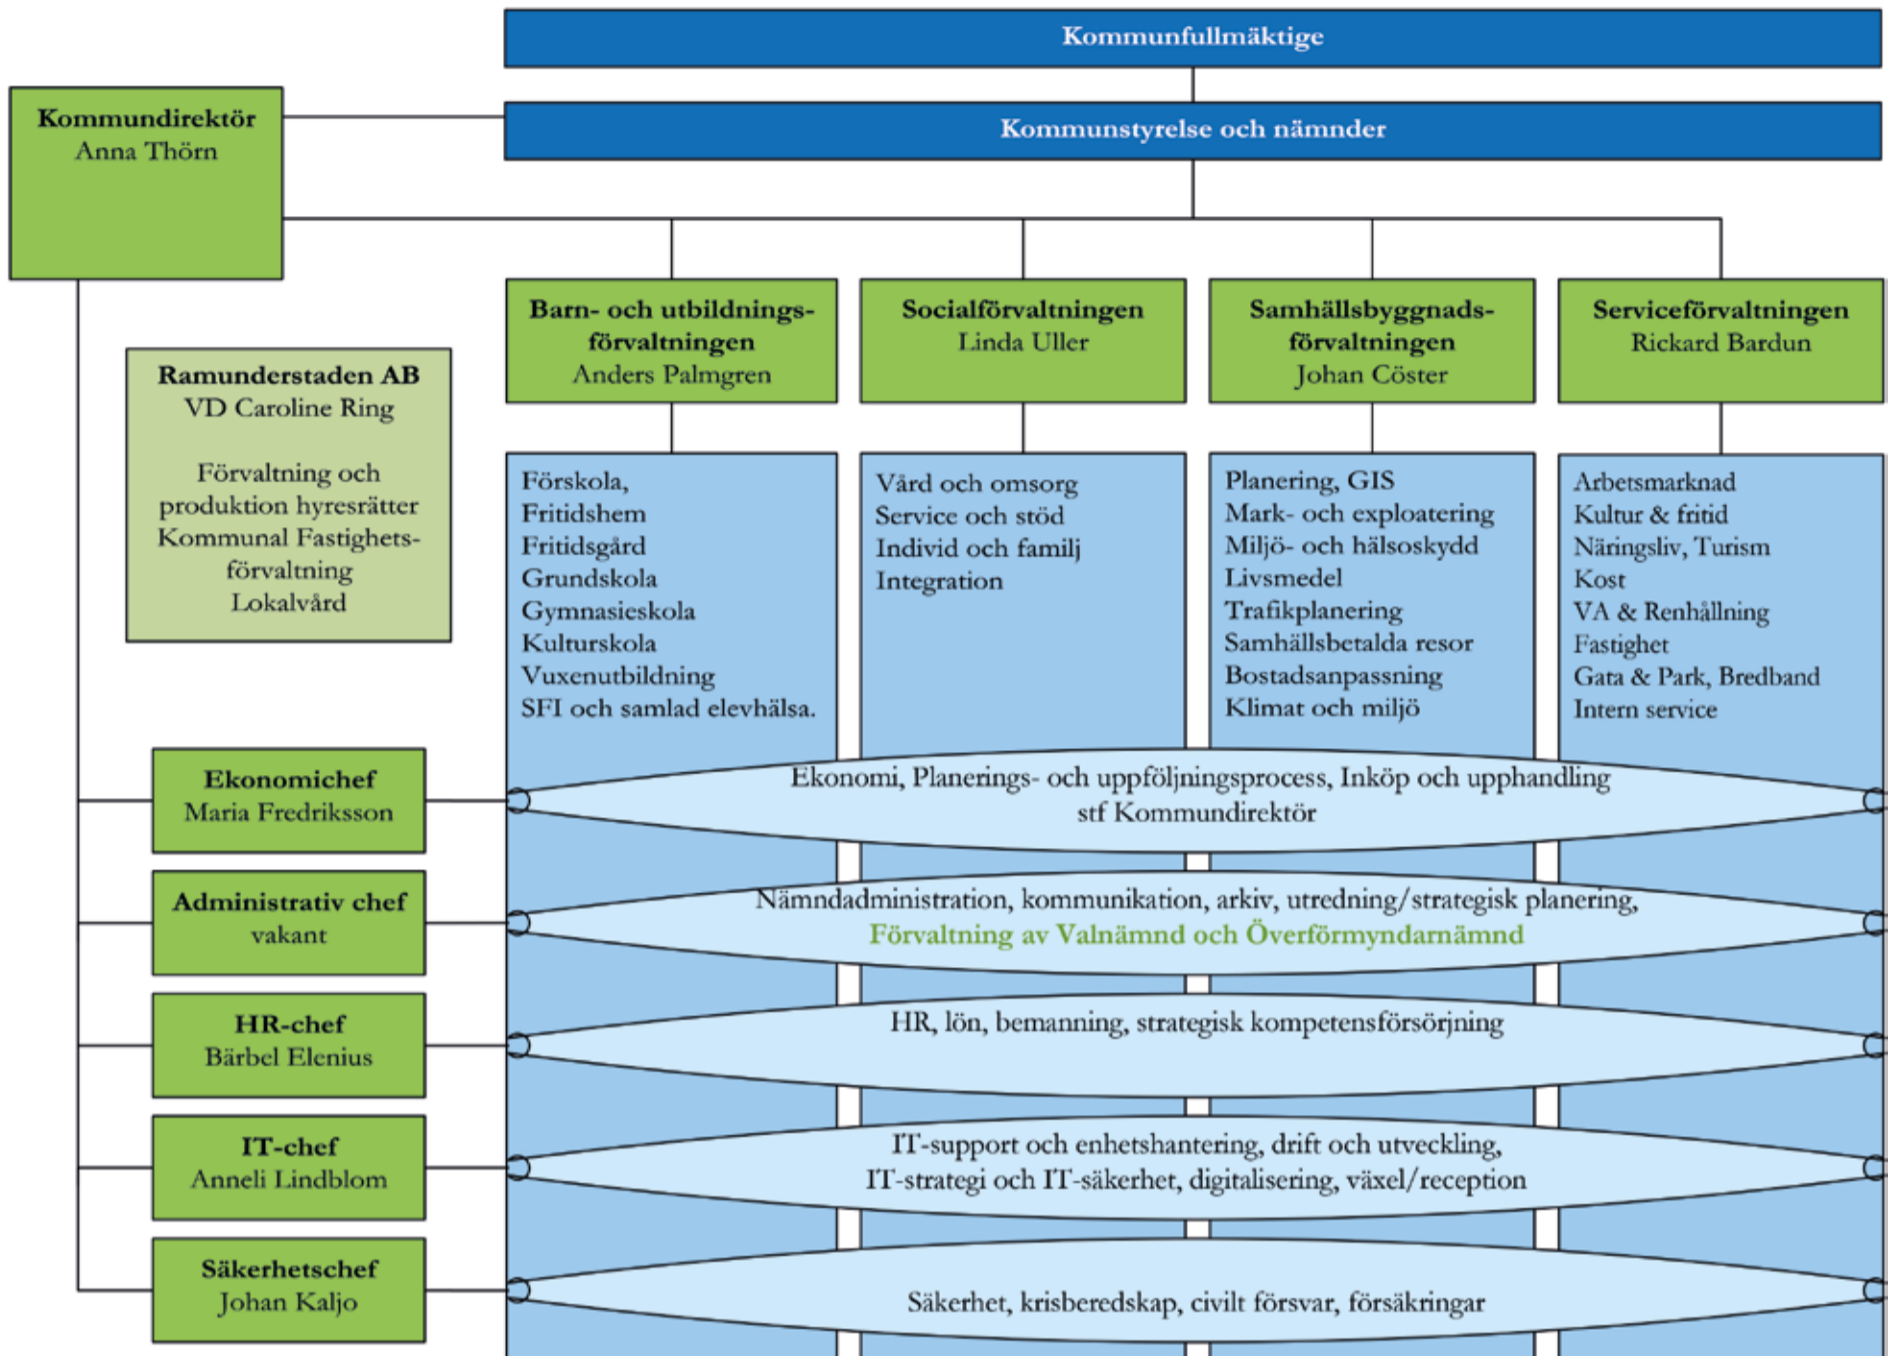 Kommunfullmäktige
Kommundirektör
Anna Thörn
Kommunstyrelse och nämnder
Barn- och utbildnings-
förvaltningen
Anders Palmgren
Socialförvaltningen
Linda Uller
Samhällsbyggnads-
förvaltningen
Johan Cöster
Serviceförvaltningen
Rickard Bardun
Ramunderstaden AB
VD Caroline Ring
Förvaltning och
produktion hyresrätter
Kommunal Fastighets-
förvaltning
Lokalvård
Förskola,
Fritidshem
Fritidsgård
Grundskola
Gymnasieskola
Kulturskola
Vuxenutbildning
SFI och samlad elevhälsa.
Vård och omsorg
Service och stöd
Individ och familj
Integration
Planering, GIS
Mark- och exploatering
Miljö- och hälsoskydd
Livsmedel
Trafikplanering
Samhällsbetalda resor
Bostadsanpassning
Klimat och miljö
Arbetsmarknad
Kultur & fritid
Näringsliv, Turism
Kost
VA & Renhållning
Fastighet
Gata & Park, Bredband
Intern service
Ekonomichef
Maria Fredriksson
Ekonomi, Planerings- och uppföljningsprocess, Inköp och upphandling
stf Kommundirektör
Administrativ chef
vakant
Nämndadministration, kommunikation, arkiv, utredning/strategisk planering,
Förvaltning av Valnämnd och Överförmyndarnämnd
HR-chef
Bärbel Elenius
HR, lön, bemanning, strategisk kompetensförsörjning
IT-chef
Anneli Lindblom
IT-support och enhetshantering, drift och utveckling,
IT-strategi och IT-säkerhet, digitalisering, växel/reception
Säkerhetschef
Johan Kaljo
Säkerhet, krisberedskap, civilt försvar, försäkringar